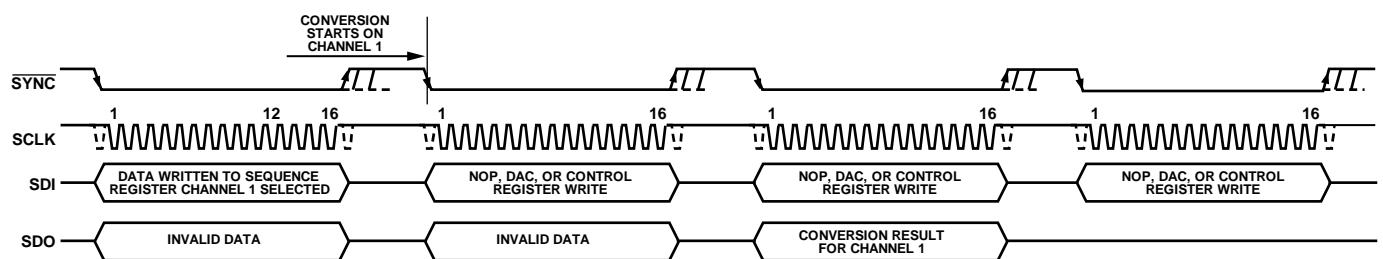 CONVERSION
STARTS ON
CHANNEL 1
SYNC
1 12 16 1 16 1 16 1 16
SCLK
SDI
DATA WRITTEN TO SEQUENCE
REGISTER CHANNEL 1 SELECTED
NOP, DAC, OR CONTROL
REGISTER WRITE
NOP, DAC, OR CONTROL
REGISTER WRITE
NOP, DAC, OR CONTROL
REGISTER WRITE
SDO
INVALID DATA
INVALID DATA
CONVERSION RESULT
FOR CHANNEL 1